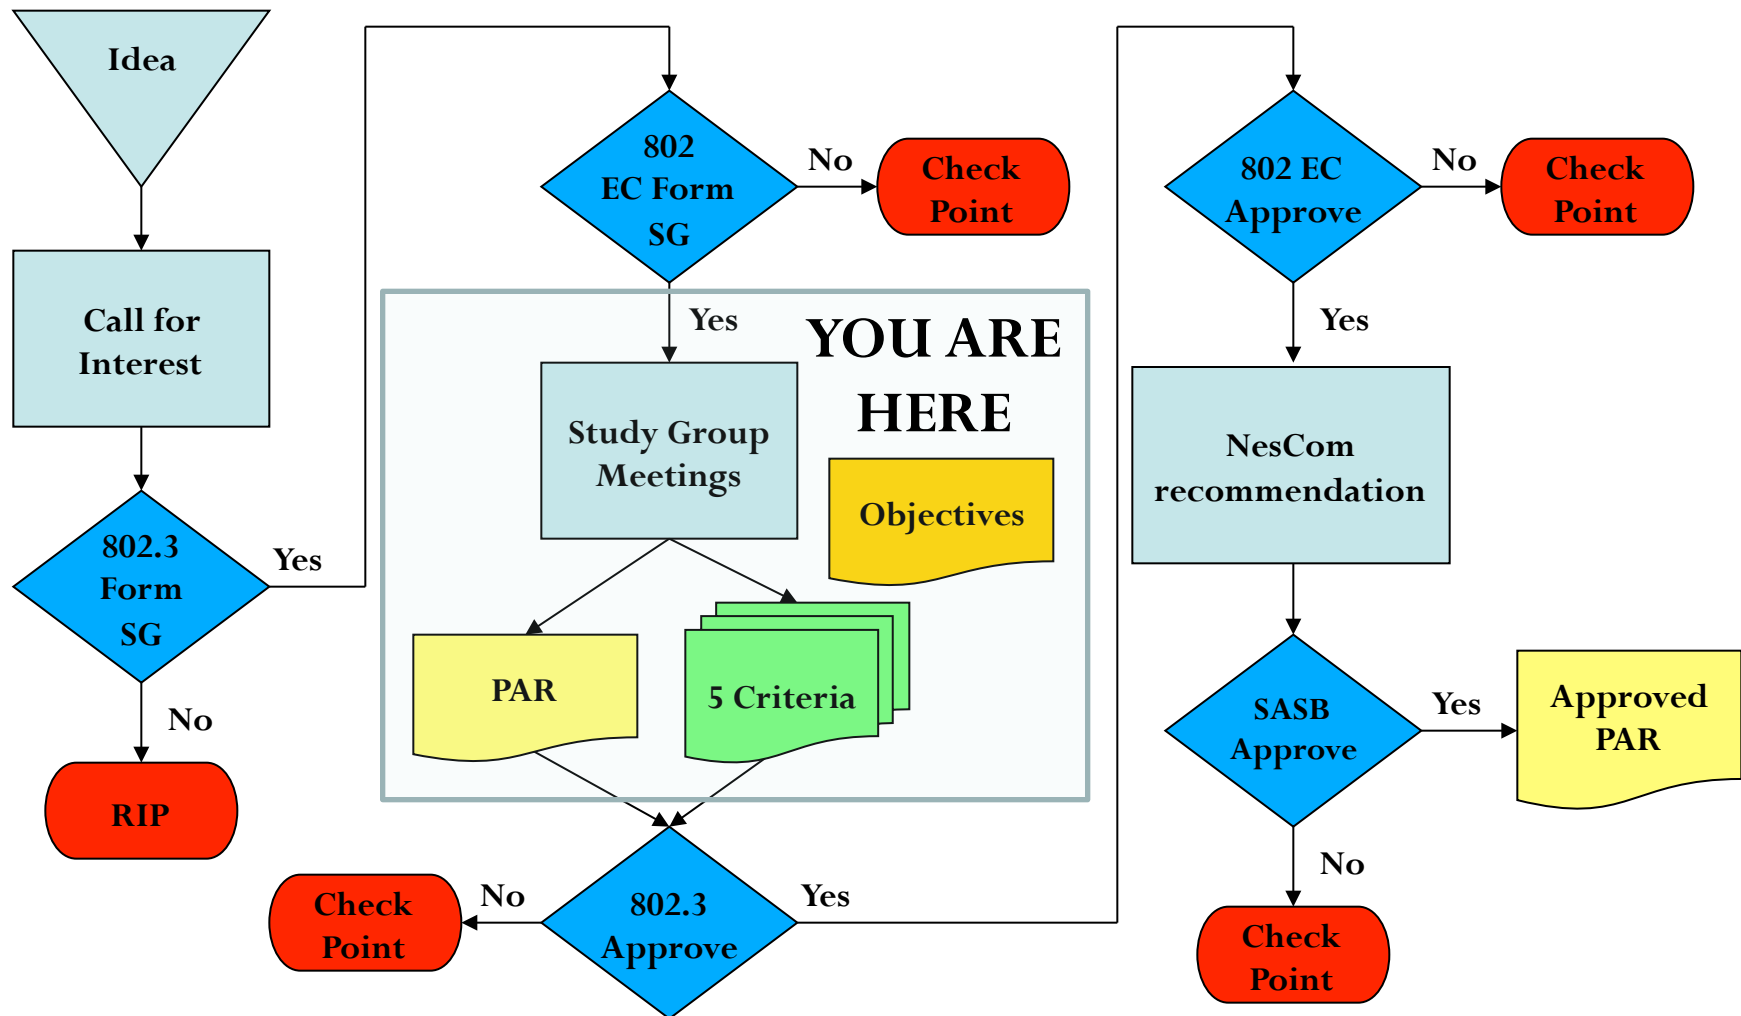 Idea
Call for
Interest
802.3
Form
SG
Yes
No
RIP
802
EC Form
SG
No
Check
Point
Yes
YOU ARE
HERE
Study Group
Meetings
Objectives
PAR
5 Criteria
802.3
Approve
No
Check
Point
Yes
802 EC
Approve
No
Check
Point
Yes
NesCom
recommendation
SASB
Approve
Yes
Approved
PAR
No
Check
Point